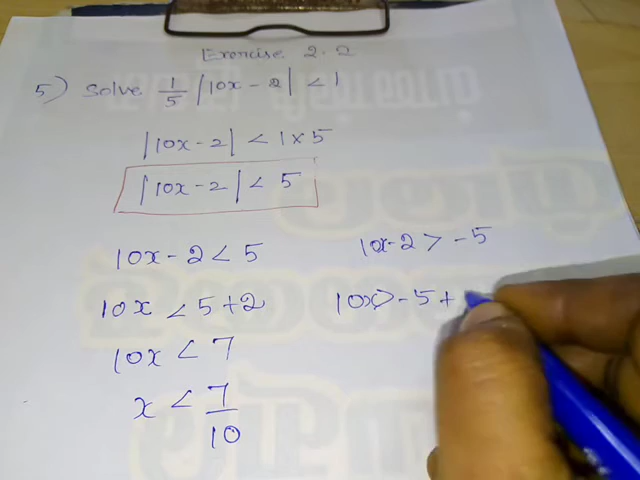 Exercise 2.2
5) Solve 1/5 |10x - 2| < 1
|10x - 2| < 1 x 5
|10x - 2| < 5
10x - 2 < 5
10x < 5 + 2
10x < 7
x < 7/10
10x - 2 > -5
10x > -5 +